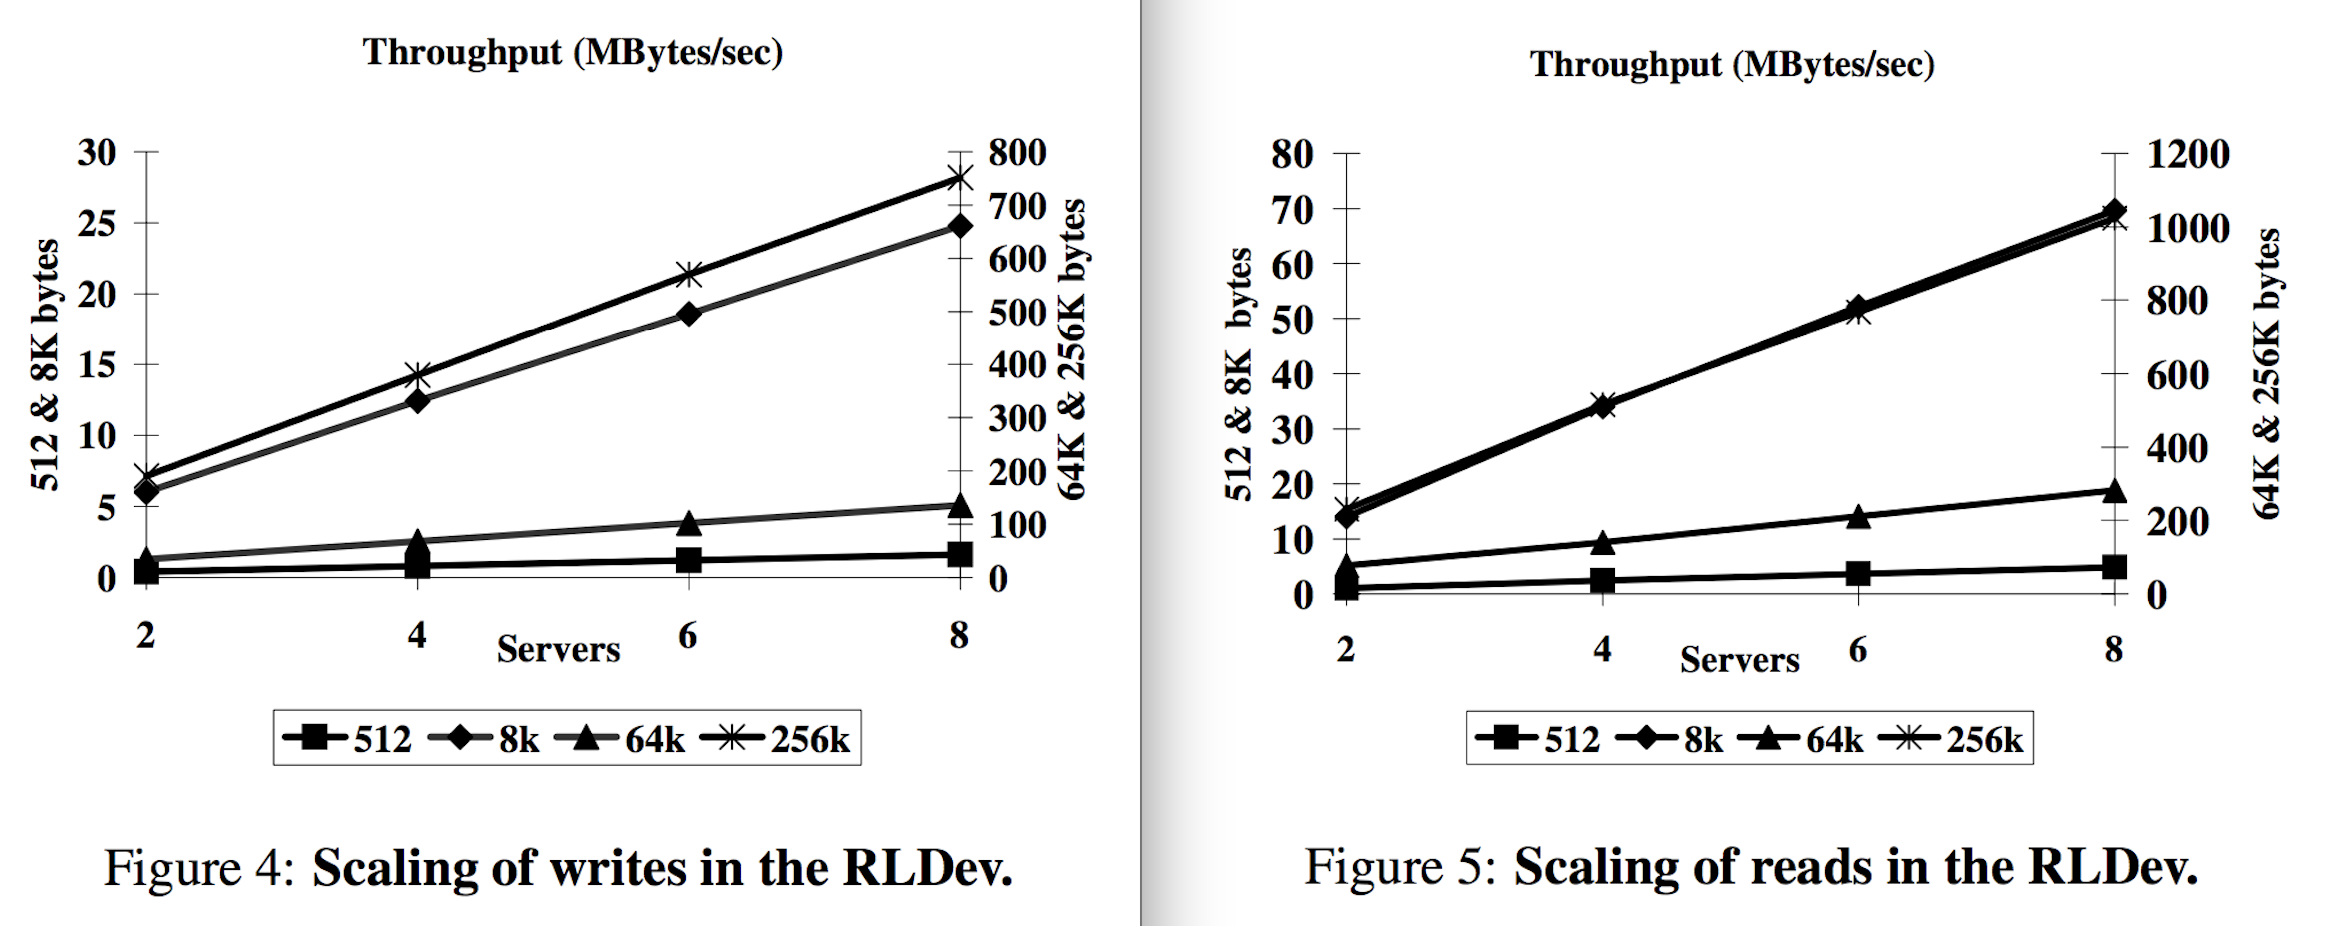 Throughput (MBytes/sec)
30
25
20
15
10
5
0
512 & 8K bytes
800
700
600
500
400
300
200
100
0
64K & 256K bytes
2
4
6
8
Servers
512
8k
64k
256k
Figure 4: Scaling of writes in the RLDev.
Throughput (MBytes/sec)
80
70
60
50
40
30
20
10
0
512 & 8K bytes
1200
1000
800
600
400
200
0
64K & 256K bytes
2
4
6
8
Servers
512
8k
64k
256k
Figure 5: Scaling of reads in the RLDev.